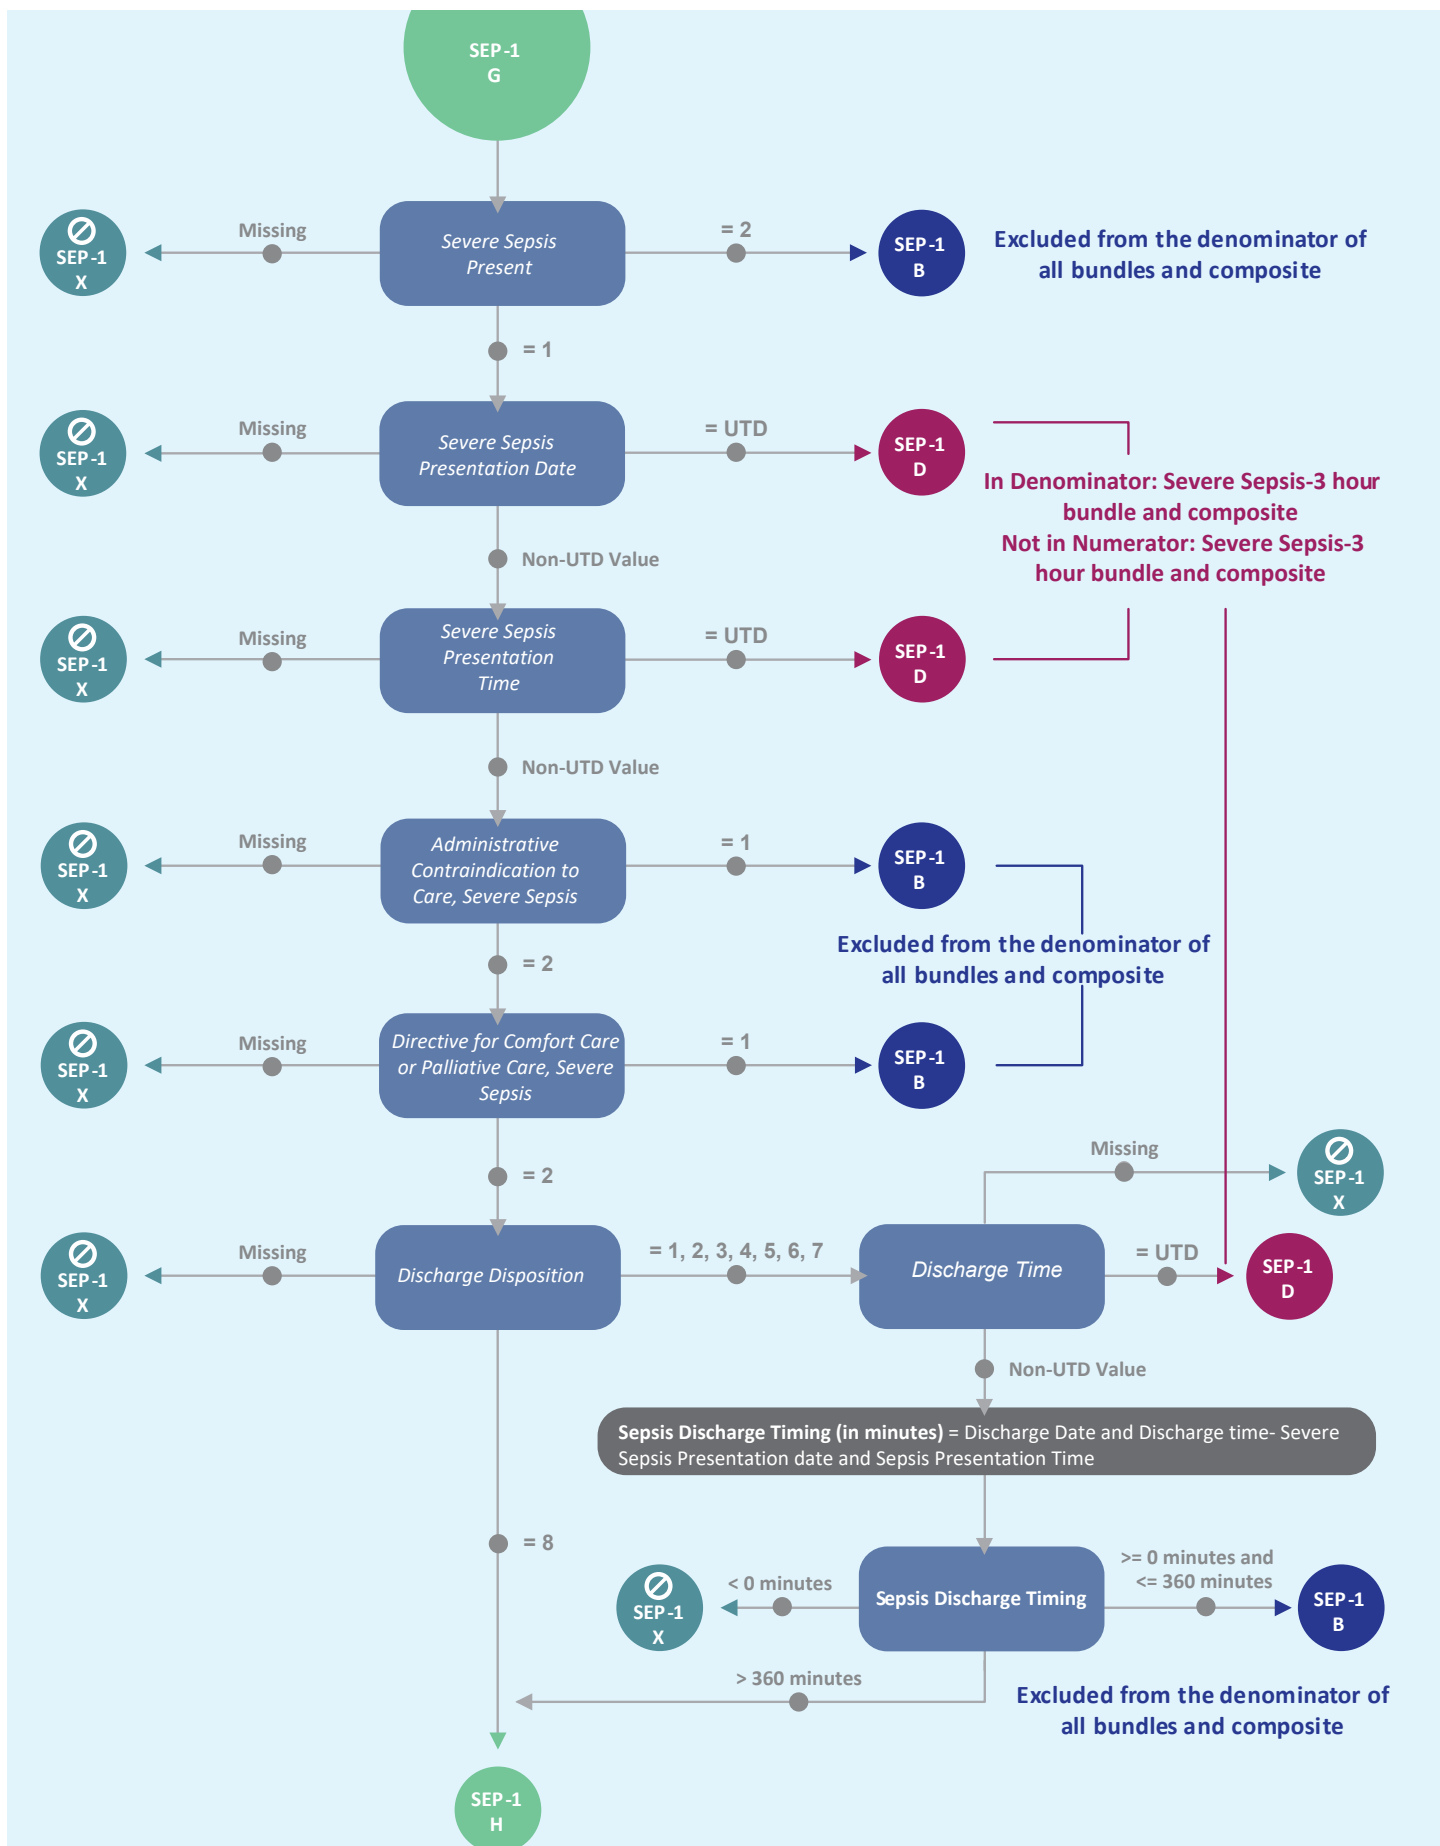 SEP-1
G
Missing
= 2
SEP-1
X
Severe Sepsis
Present
SEP-1
B
Excluded from the denominator of
all bundles and composite
= 1
Missing
= UTD
SEP-1
X
Severe Sepsis
Presentation Date
SEP-1
D
In Denominator: Severe Sepsis-3 hour
bundle and composite
Not in Numerator: Severe Sepsis-3
hour bundle and composite
Non-UTD Value
Missing
= UTD
SEP-1
X
Severe Sepsis
Presentation
Time
SEP-1
D
Non-UTD Value
Missing
= 1
SEP-1
X
Administrative
Contraindication to
Care, Severe Sepsis
SEP-1
B
Excluded from the denominator of
all bundles and composite
= 2
Missing
= 1
SEP-1
X
Directive for Comfort Care
or Palliative Care, Severe
Sepsis
SEP-1
B
= 2
Missing
SEP-1
X
Missing
= 1, 2, 3, 4, 5, 6, 7
= UTD
SEP-1
X
Discharge Disposition
Discharge Time
SEP-1
D
Non-UTD Value
Sepsis Discharge Timing (in minutes) = Discharge Date and Discharge time- Severe
Sepsis Presentation date and Sepsis Presentation Time
= 8
< 0 minutes
>= 0 minutes and
<= 360 minutes
SEP-1
X
Sepsis Discharge Timing
SEP-1
B
> 360 minutes
Excluded from the denominator of
all bundles and composite
SEP-1
H